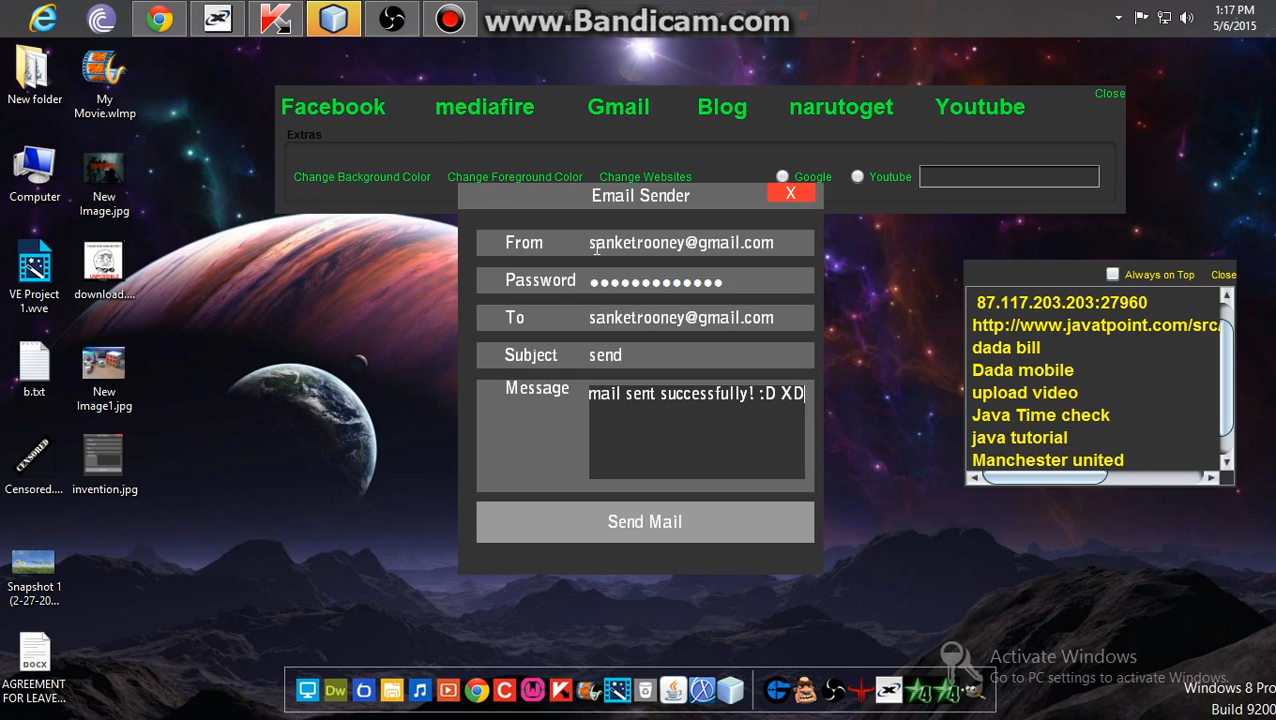 www.Bandicam.com
1:17 PM
5/6/2015
New folder
My
Movie.wlmp
Computer
New
Image.jpg
VE Project
1.wve
download....
b.txt
New
Image1.jpg
CENSORED
Censored....
invention.jpg
Snapshot 1
(2-27-20...
DOCX
AGREEMENT
FOR LEAVE...
Facebook mediafire Gmail Blog narutoget Youtube
Close
Extras
Change Background Color Change Foreground Color Change Websites Google Youtube
Email Sender X
From sanketrooney@gmail.com
Password ●●●●●●●●●●●●●
To sanketrooney@gmail.com
Subject send
Message mail sent successfully! :D XD
Send Mail
Always on Top Close
87.117.203.203:27960
http://www.javatpoint.com/src/
dada bill
Dada mobile
upload video
Java Time check
java tutorial
Manchester united
Dw
Activate Windows
Go to PC settings to activate Windows.
Windows 8 Pro
Build 9200